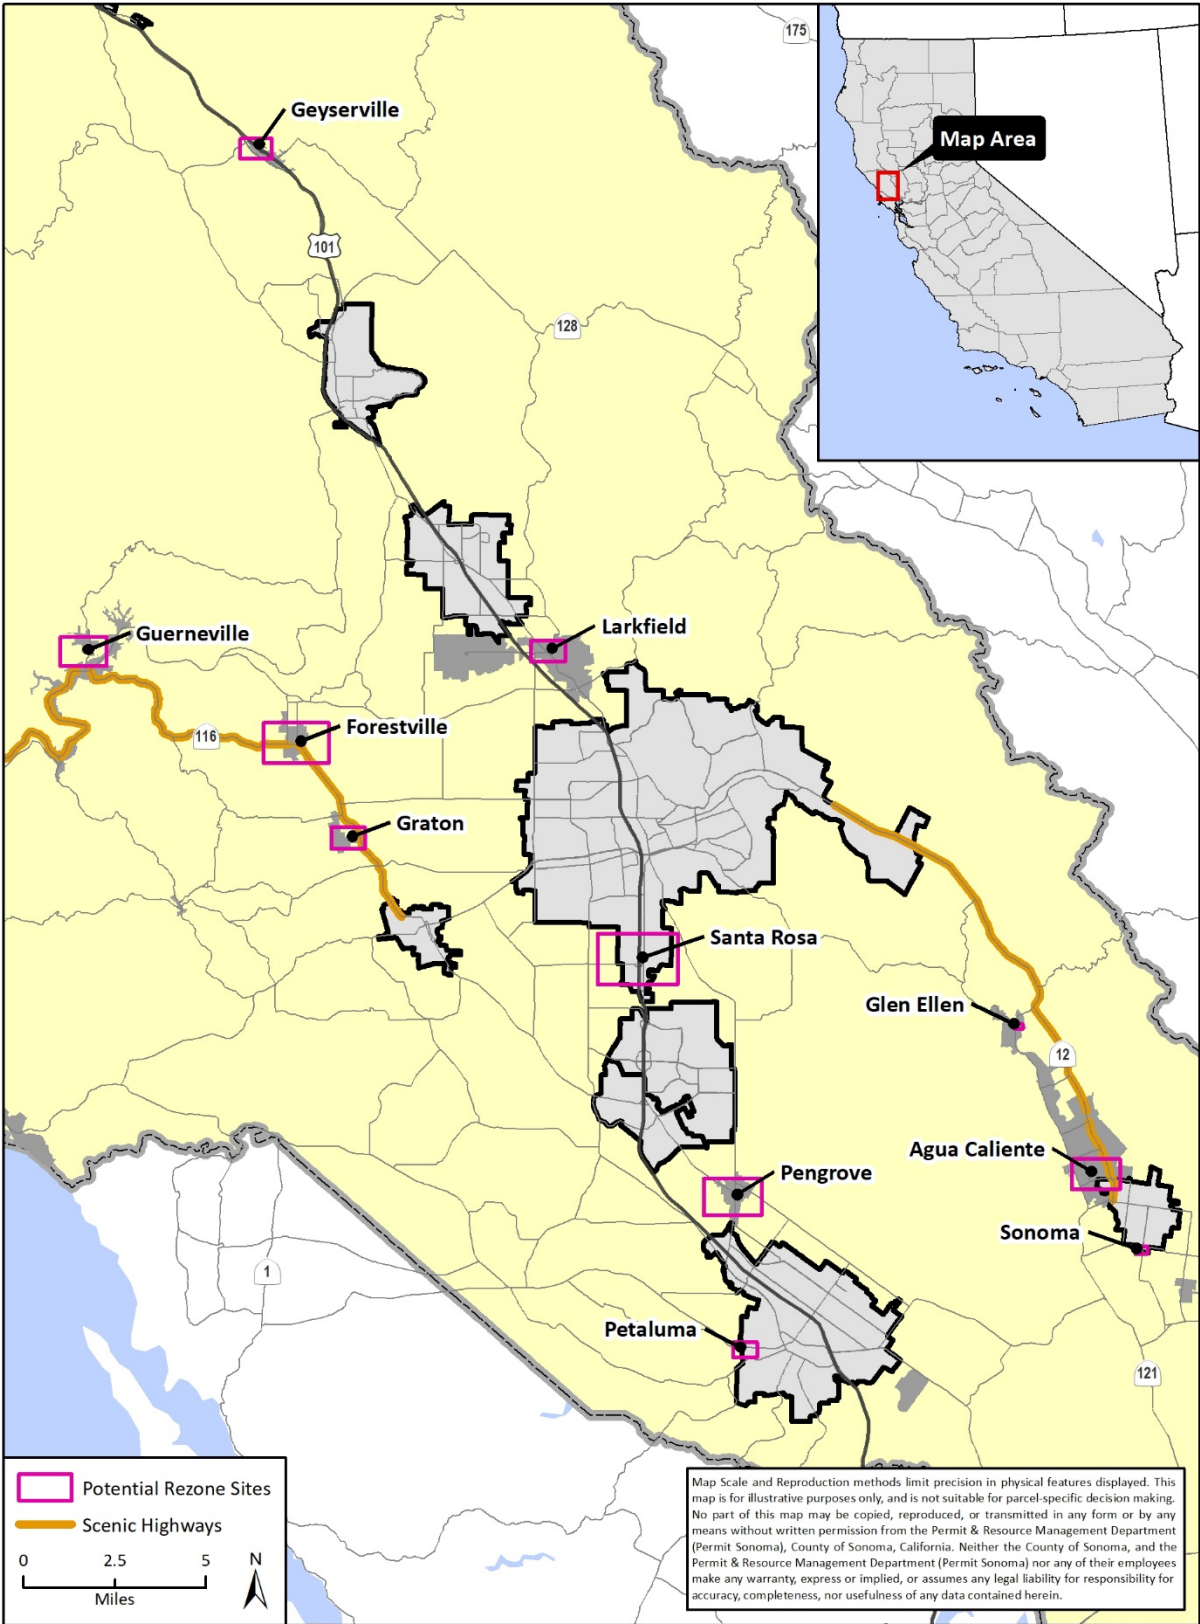 175
Map Area
Geyserville
101
128
Guerneville
Larkfield
116
Forestville
Graton
Santa Rosa
Glen Ellen
12
Agua Caliente
Pengrove
Sonoma
1
Petaluma
121
Potential Rezone Sites
Scenic Highways
0 2.5 5
Miles
N
Map Scale and Reproduction methods limit precision in physical features displayed. This
map is for illustrative purposes only, and is not suitable for parcel-specific decision making.
No part of this map may be copied, reproduced, or transmitted in any form or by any
means without written permission from the Permit & Resource Management Department
(Permit Sonoma), County of Sonoma, California. Neither the County of Sonoma, and the
Permit & Resource Management Department (Permit Sonoma) nor any of their employees
make any warranty, express or implied, or assumes any legal liability for responsibility for
accuracy, completeness, nor usefulness of any data contained herein.